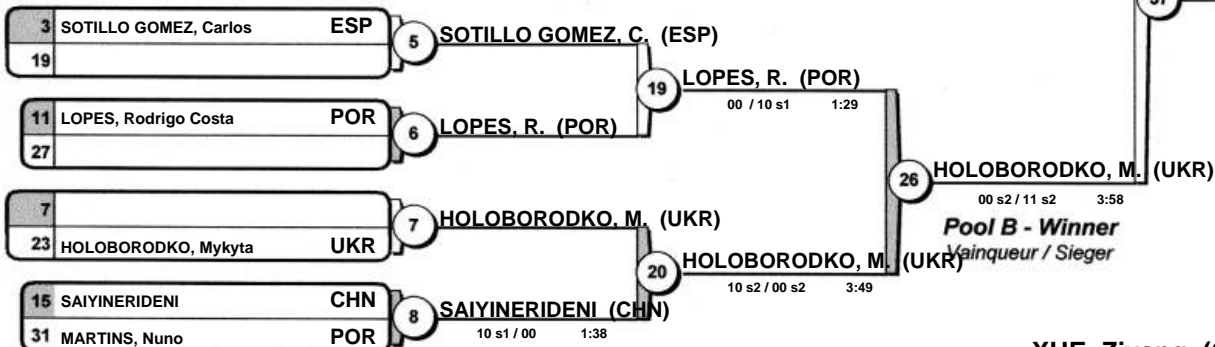 37
3 SOTILLO GOMEZ, Carlos ESP
19
5 SOTILLO GOMEZ, C. (ESP)
19 LOPES, R. (POR)
00 / 10 s1 1:29
11 LOPES, Rodrigo Costa POR
27
6 LOPES, R. (POR)
26 HOLOBORODKO, M. (UKR)
00 s2 / 11 s2 3:58
Pool B - Winner
Vainqueur / Sieger
7
23 HOLOBORODKO, Mykyta UKR
7 HOLOBORODKO, M. (UKR)
20 HOLOBORODKO, M. (UKR)
10 s2 / 00 s2 3:49
15 SAIYINERIDENI CHN
31 MARTINS, Nuno POR
8 SAIYINERIDENI (CHN)
10 s1 / 00 1:38